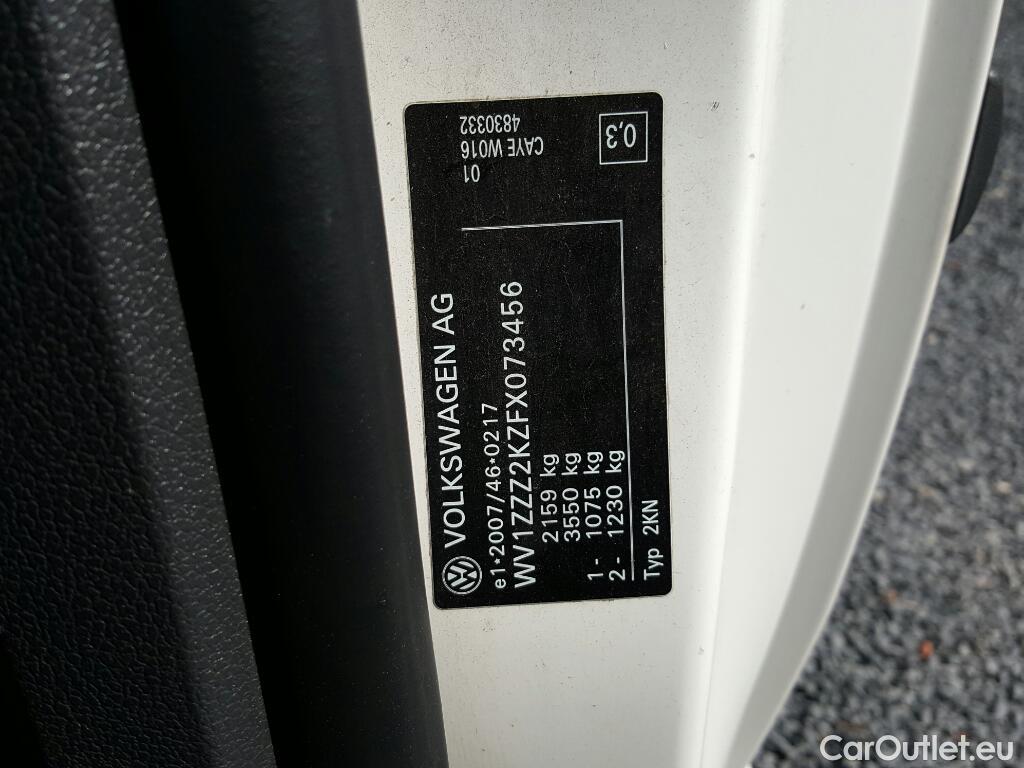 VOLKSWAGEN AG
e1*2007/46*0217
WV1ZZZ2KZFX073456
2159 kg
3550 kg
1- 1075 kg
2- 1230 kg
Typ 2KN
4830332
CAYE W016
01
0,3
CarOutlet.eu